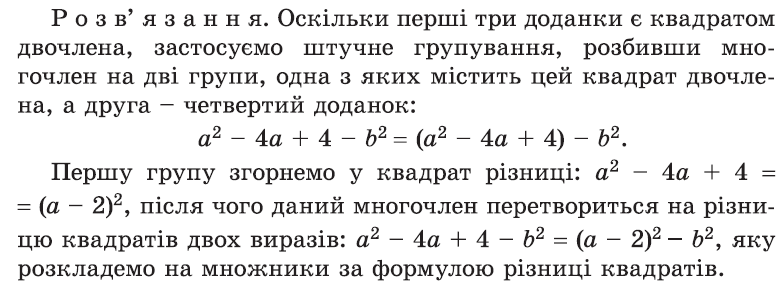 Р о з в’ я з а н н я. Оскільки перші три доданки є квадратом
двочлена, застосуємо штучне групування, розбивши мно-
гочлен на дві групи, одна з яких містить цей квадрат двочле-
на, а друга – четвертий доданок:
a² – 4a + 4 – b² = (a² – 4a + 4) – b².
Першу групу згорнемо у квадрат різниці: a² – 4a + 4 =
= (a – 2)², після чого даний многочлен перетвориться на різни-
цю квадратів двох виразів: a² – 4a + 4 – b² = (a – 2)² – b², яку
розкладемо на множники за формулою різниці квадратів.